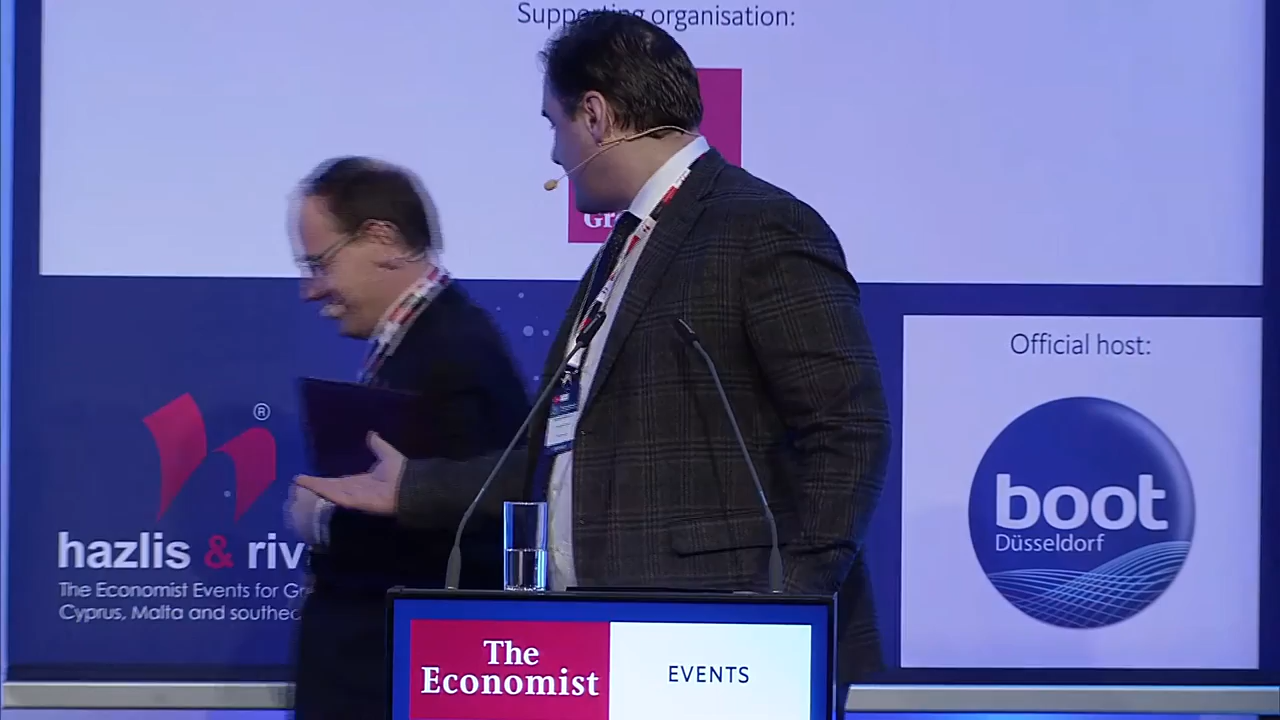 Supporting organisation:
Official host:
®
hazlis & riv
The Economist Events for Gr
Cyprus, Malta and southec
boot
Düsseldorf
The
Economist
EVENTS